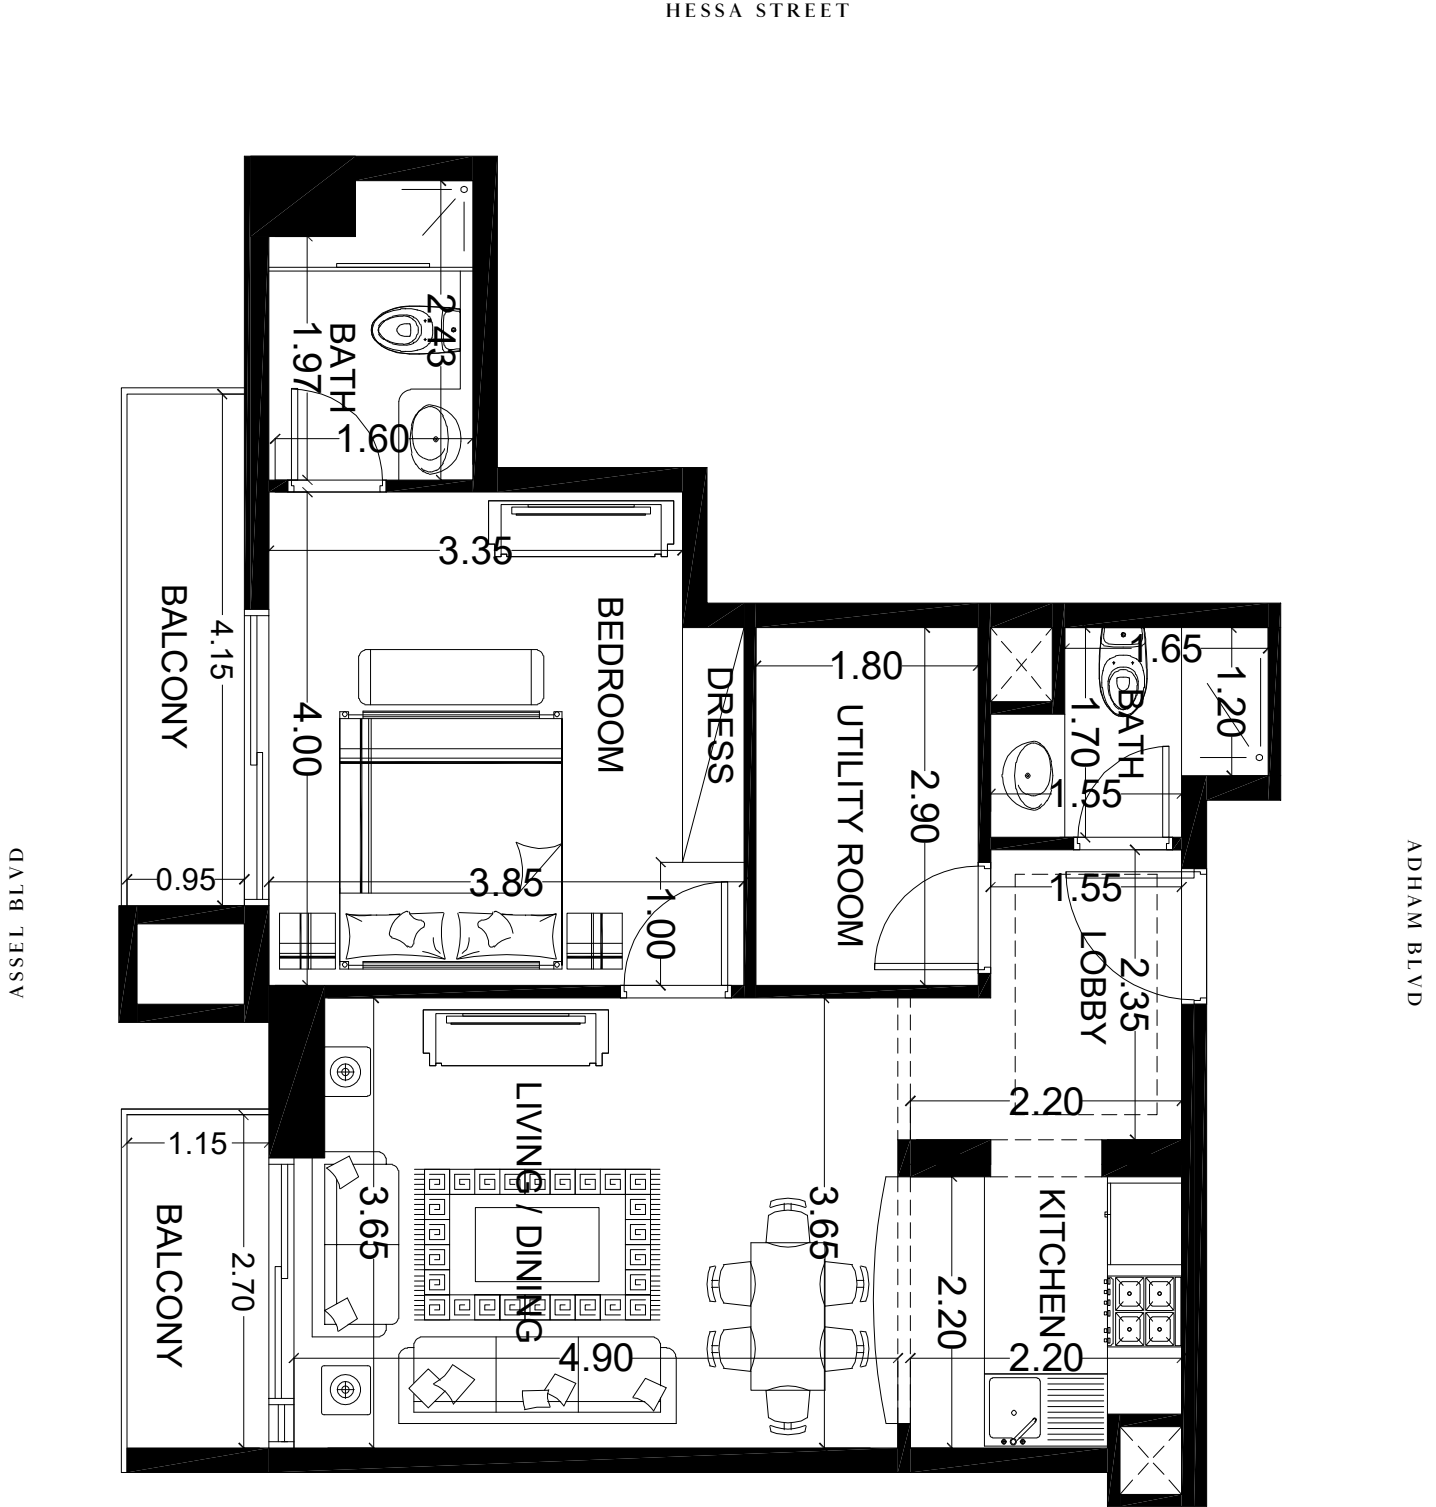 HESSA STREET
2.43
BATH
1.97
1.60
3.35
BALCONY
4.15
BEDROOM
4.00
DRESS
1.80
UTILITY ROOM
2.90
1.65
1.20
BATH
1.70
1.55
0.95
3.85
1.00
1.55
LOBBY
2.35
2.20
ASSEL BLVD
ADHAM BLVD
1.15
BALCONY
2.70
3.65
LIVING/ DINING
3.65
4.90
KITCHEN
2.20
2.20